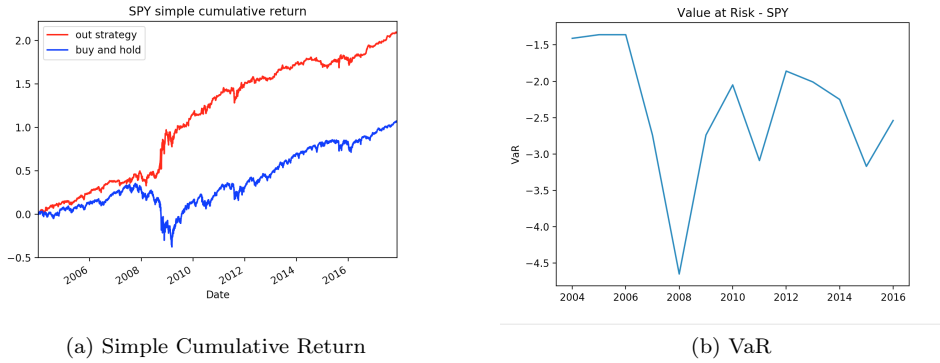 SPY simple cumulative return
out strategy
buy and hold
2.0
1.5
1.0
0.5
0.0
−0.5
2006 2008 2010 2012 2014 2016
Date
(a) Simple Cumulative Return
Value at Risk - SPY
VaR
−1.5
−2.0
−2.5
−3.0
−3.5
−4.0
−4.5
2004 2006 2008 2010 2012 2014 2016
(b) VaR